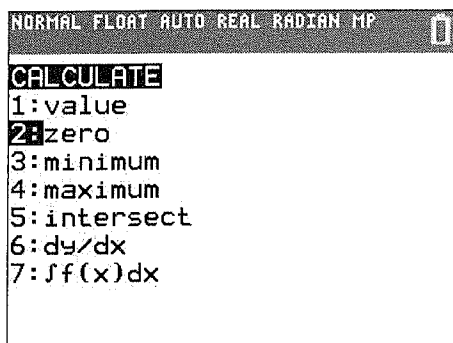 NORMAL FLOAT AUTO REAL RADIAN MP
CALCULATE
1:value
2:zero
3:minimum
4:maximum
5:intersect
6:dy/dx
7:∫f(x)dx